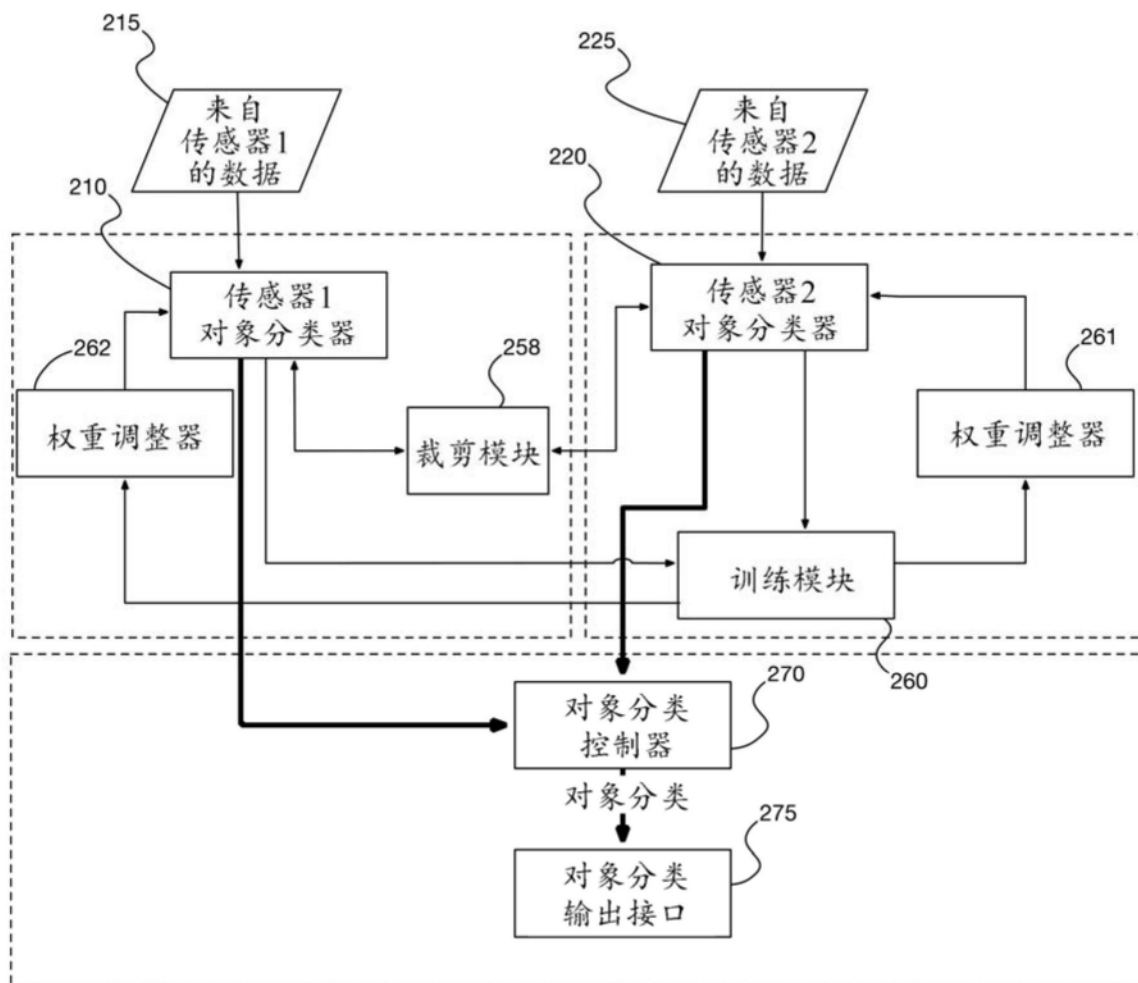 215
来自
传感器1
的数据
225
来自
传感器2
的数据
210
传感器1
对象分类器
220
传感器2
对象分类器
262
权重调整器
258
裁剪模块
261
权重调整器
训练模块
260
270
对象分类
控制器
对象分类
275
对象分类
输出接口